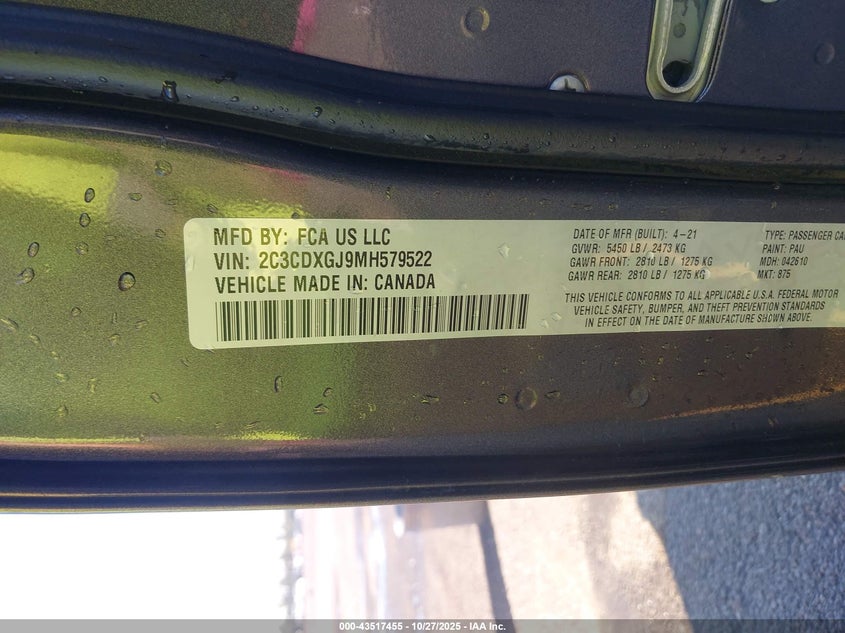 MFD BY: FCA US LLC
VIN: 2C3CDXGJ9MH579522
VEHICLE MADE IN: CANADA
DATE OF MFR (BUILT): 4-21
GVWR: 5450 LB / 2473 KG
GAWR FRONT: 2810 LB / 1275 KG
GAWR REAR: 2810 LB / 1275 KG
TYPE: PASSENGER CA
PAINT: PAU
MDH: 042610
MKT: 875
THIS VEHICLE CONFORMS TO ALL APPLICABLE U.S.A. FEDERAL MOTOR
VEHICLE SAFETY, BUMPER, AND THEFT PREVENTION STANDARDS
IN EFFECT ON THE DATE OF MANUFACTURE SHOWN ABOVE.
000-43517455 - 10/27/2025 - IAA Inc.